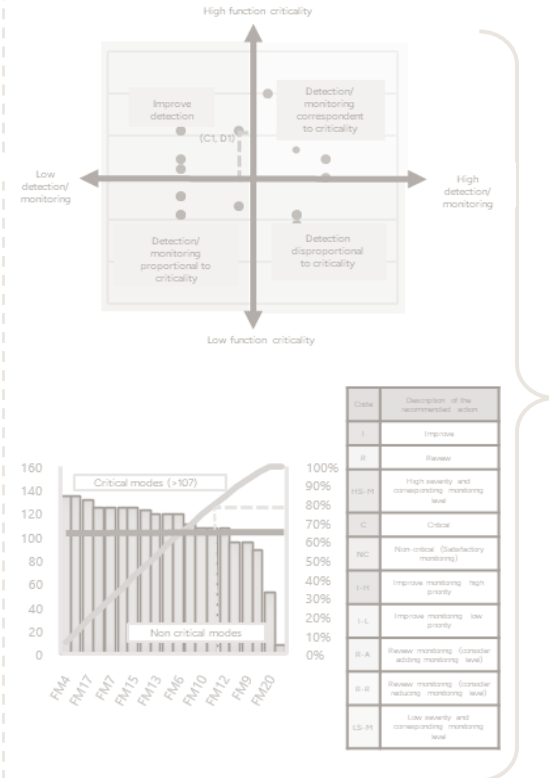 High function criticality
Improve
detection
Detection/
monitoring
correspondent
to criticality
(C1, D1)
Low
detection/
monitoring
High
detection/
monitoring
Detection/
monitoring
proportional to
criticality
Detection
disproportional
to criticality
Low function criticality
Code
Description of the
recommended action
I
Improve
R
Review
HS-M
High severity and
corresponding monitoring
level
C
Critical
NC
Non-critical (Satisfactory
monitoring)
I-H
Improve monitoring high
priority
I-L
Improve monitoring low
priority
R-A
Review monitoring (consider
adding monitoring level)
R-R
Review monitoring (consider
reducing monitoring level)
LS-M
Low severity and
corresponding monitoring
level
160
140
120
100
80
60
40
20
0
Critical modes (>107)
Non critical modes
100%
90%
80%
70%
60%
50%
40%
30%
20%
10%
0%
FM4
FM17
FM7
FM15
FM13
FM6
FM10
FM12
FM9
FM20